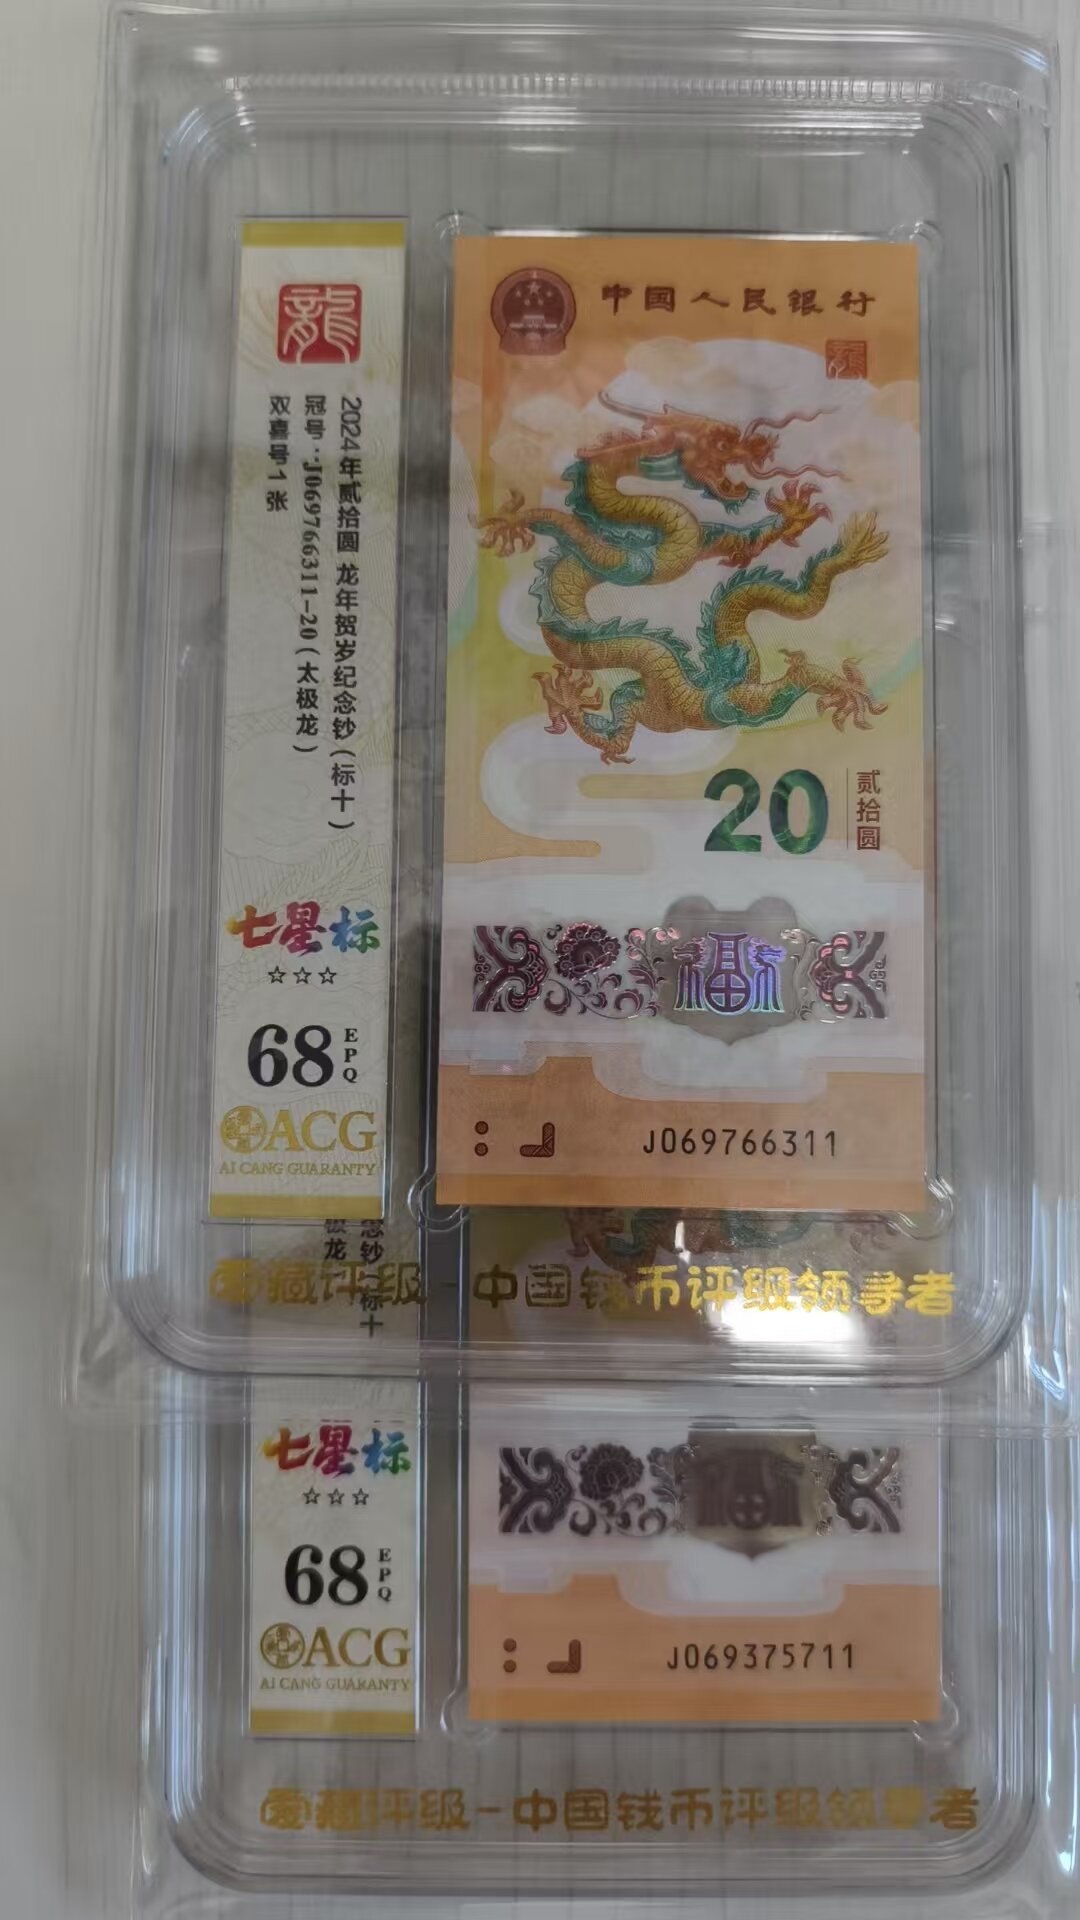 龍
2024年贰拾圆 龙年贺岁纪念钞(标十)
冠号:J069766311-20(太极龙)
双喜号1张
七星标
☆☆☆
68 EPQ
ACG
AI CANG GUARANTY
中国人民银行
龍
20 贰拾圆
福
J069766311
念钞(标十
极龙
爱藏评级-中国钱币评级领导者
七星标
☆☆☆
68 EPQ
ACG
AI CANG GUARANTY
福
J069375711
爱藏评级-中国钱币评级领导者